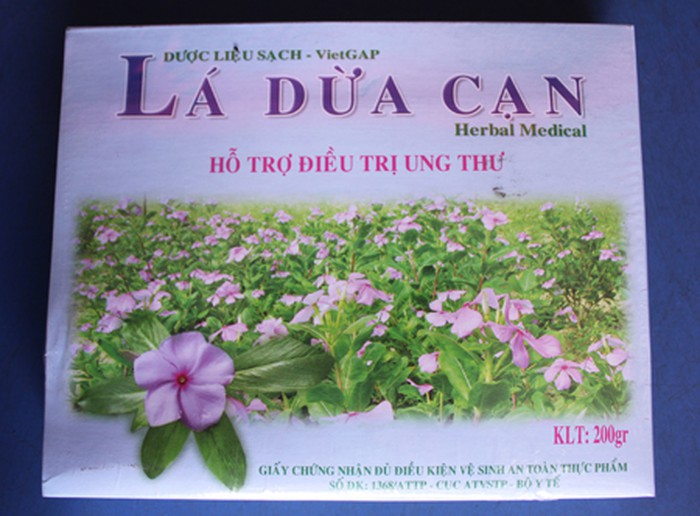 DƯỢC LIỆU SẠCH - VietGAP
LÁ DỪA CẠN
Herbal Medical
HỖ TRỢ ĐIỀU TRỊ UNG THƯ
KLT: 200gr
GIẤY CHỨNG NHẬN ĐỦ ĐIỀU KIỆN VỆ SINH AN TOÀN THỰC PHẨM
SỐ DK: 1368/ATTP - CỤC ATVSTP - BỘ Y TẾ